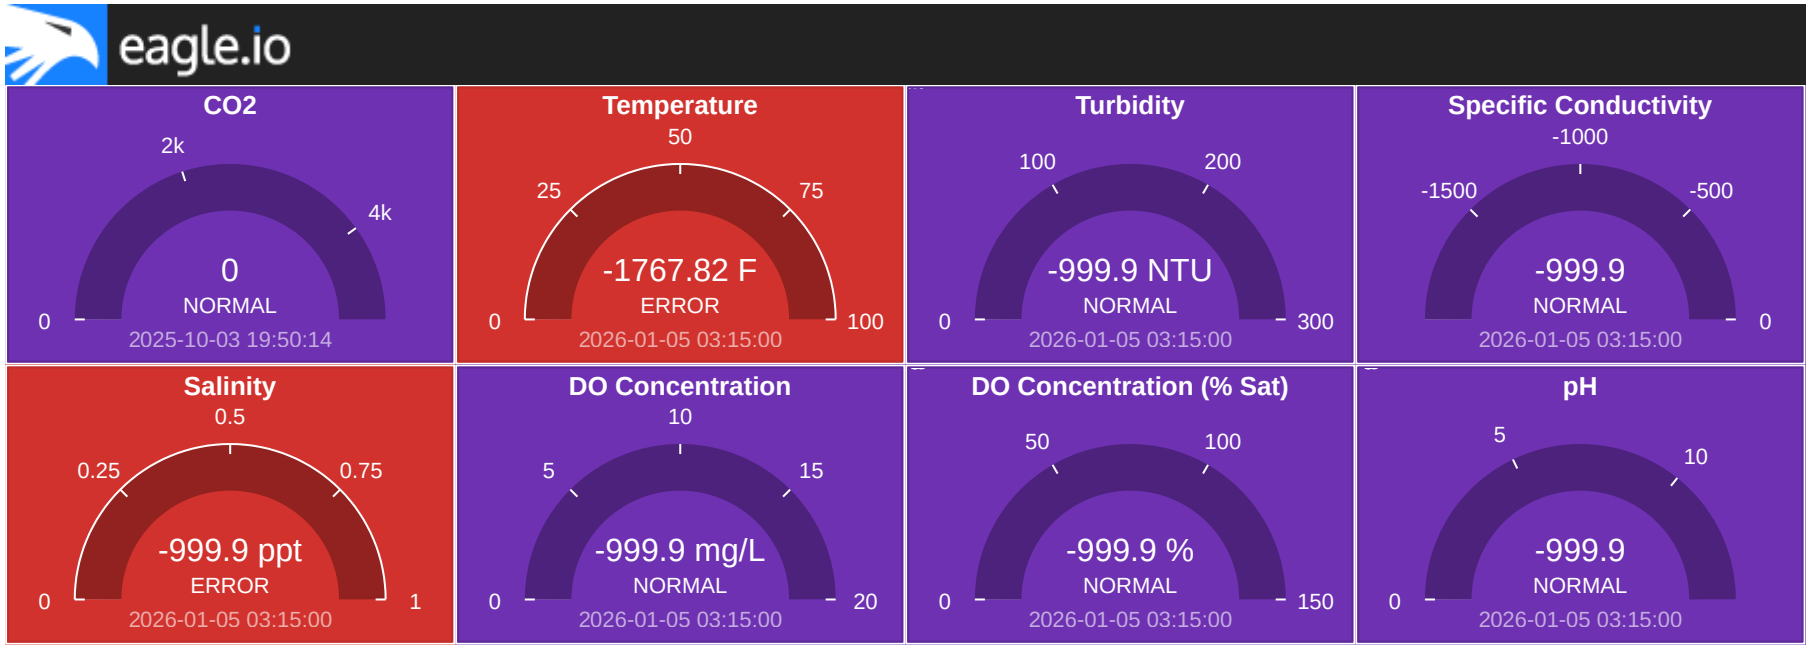 eagle.io
CO2
2k
4k
0
NORMAL
0
2025-10-03 19:50:14
Temperature
50
25
75
-1767.82 F
ERROR
0
100
2026-01-05 03:15:00
Turbidity
100
200
-999.9 NTU
NORMAL
0
300
2026-01-05 03:15:00
Specific Conductivity
-1000
-1500
-500
-999.9
NORMAL
0
2026-01-05 03:15:00
Salinity
0.5
0.25
0.75
-999.9 ppt
ERROR
0
1
2026-01-05 03:15:00
DO Concentration
10
5
15
-999.9 mg/L
NORMAL
0
20
2026-01-05 03:15:00
DO Concentration (% Sat)
50
100
-999.9 %
NORMAL
0
150
2026-01-05 03:15:00
pH
5
10
-999.9
NORMAL
0
2026-01-05 03:15:00